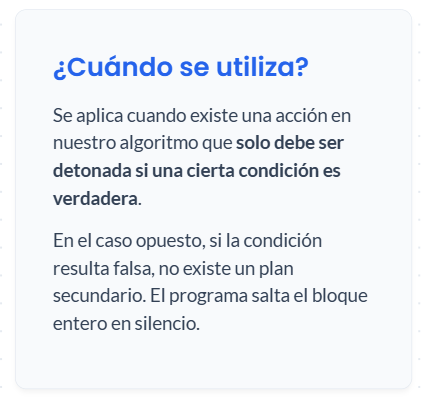 ¿Cuándo se utiliza?
Se aplica cuando existe una acción en
nuestro algoritmo que solo debe ser
detonada si una cierta condición es
verdadera.
En el caso opuesto, si la condición
resulta falsa, no existe un plan
secundario. El programa salta el bloque
entero en silencio.